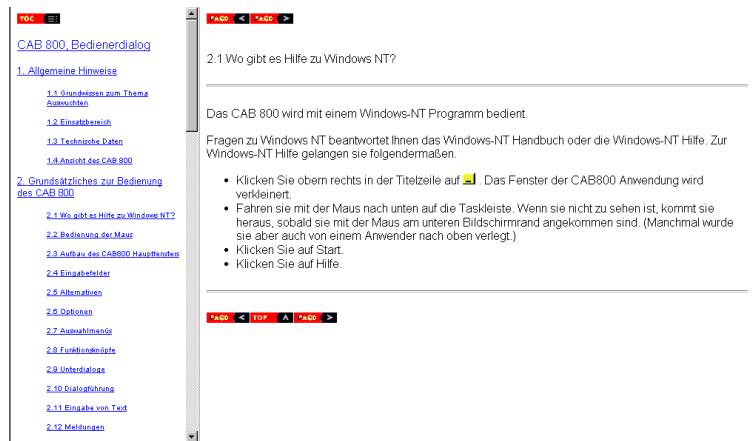 TOC
CAB 800, Bedienerdialog
1. Allgemeine Hinweise
1.1 Grundwissen zum Thema
Auswuchten
1.2 Einsatzbereich
1.3 Technische Daten
1.4 Ansicht des CAB 800
2. Grundsätzliches zur Bedienung
des CAB 800
2.1 Wo gibt es Hilfe zu Windows NT?
2.2 Bedienung der Maus
2.3 Aufbau des CAB800 Hauptfensters
2.4 Eingabefelder
2.5 Alternativen
2.6 Optionen
2.7 Auswahlmenüs
2.8 Funktionsknöpfe
2.9 Unterdialoge
2.10 Dialogführung
2.11 Eingabe von Text
2.12 Meldungen
PAGE < PAGE >
2.1 Wo gibt es Hilfe zu Windows NT?
Das CAB 800 wird mit einem Windows-NT Programm bedient.
Fragen zu Windows NT beantwortet Ihnen das Windows-NT Handbuch oder die Windows-NT Hilfe. Zur
Windows-NT Hilfe gelangen sie folgendermaßen.
• Klicken Sie obern rechts in der Titelzeile auf . Das Fenster der CAB800 Anwendung wird
verkleinert.
• Fahren sie mit der Maus nach unten auf die Taskleiste. Wenn sie nicht zu sehen ist, kommt sie
heraus, sobald sie mit der Maus am unteren Bildschirmrand angekommen sind. (Manchmal wurde
sie aber auch von einem Anwender nach oben verlegt.)
• Klicken Sie auf Start.
• Klicken Sie auf Hilfe.
PAGE < TOP ʌ PAGE >